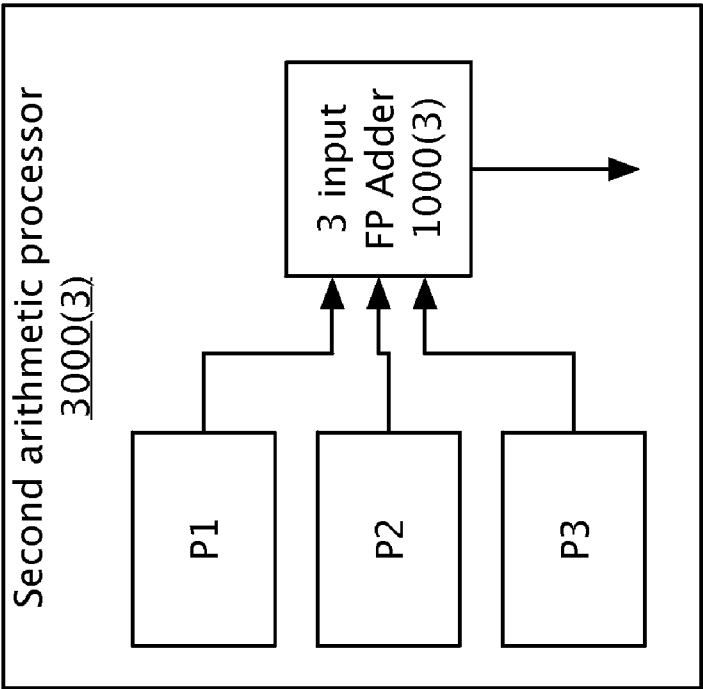 Second arithmetic processor
3000(3)
3 input
FP Adder
1000(3)
P1
P2
P3